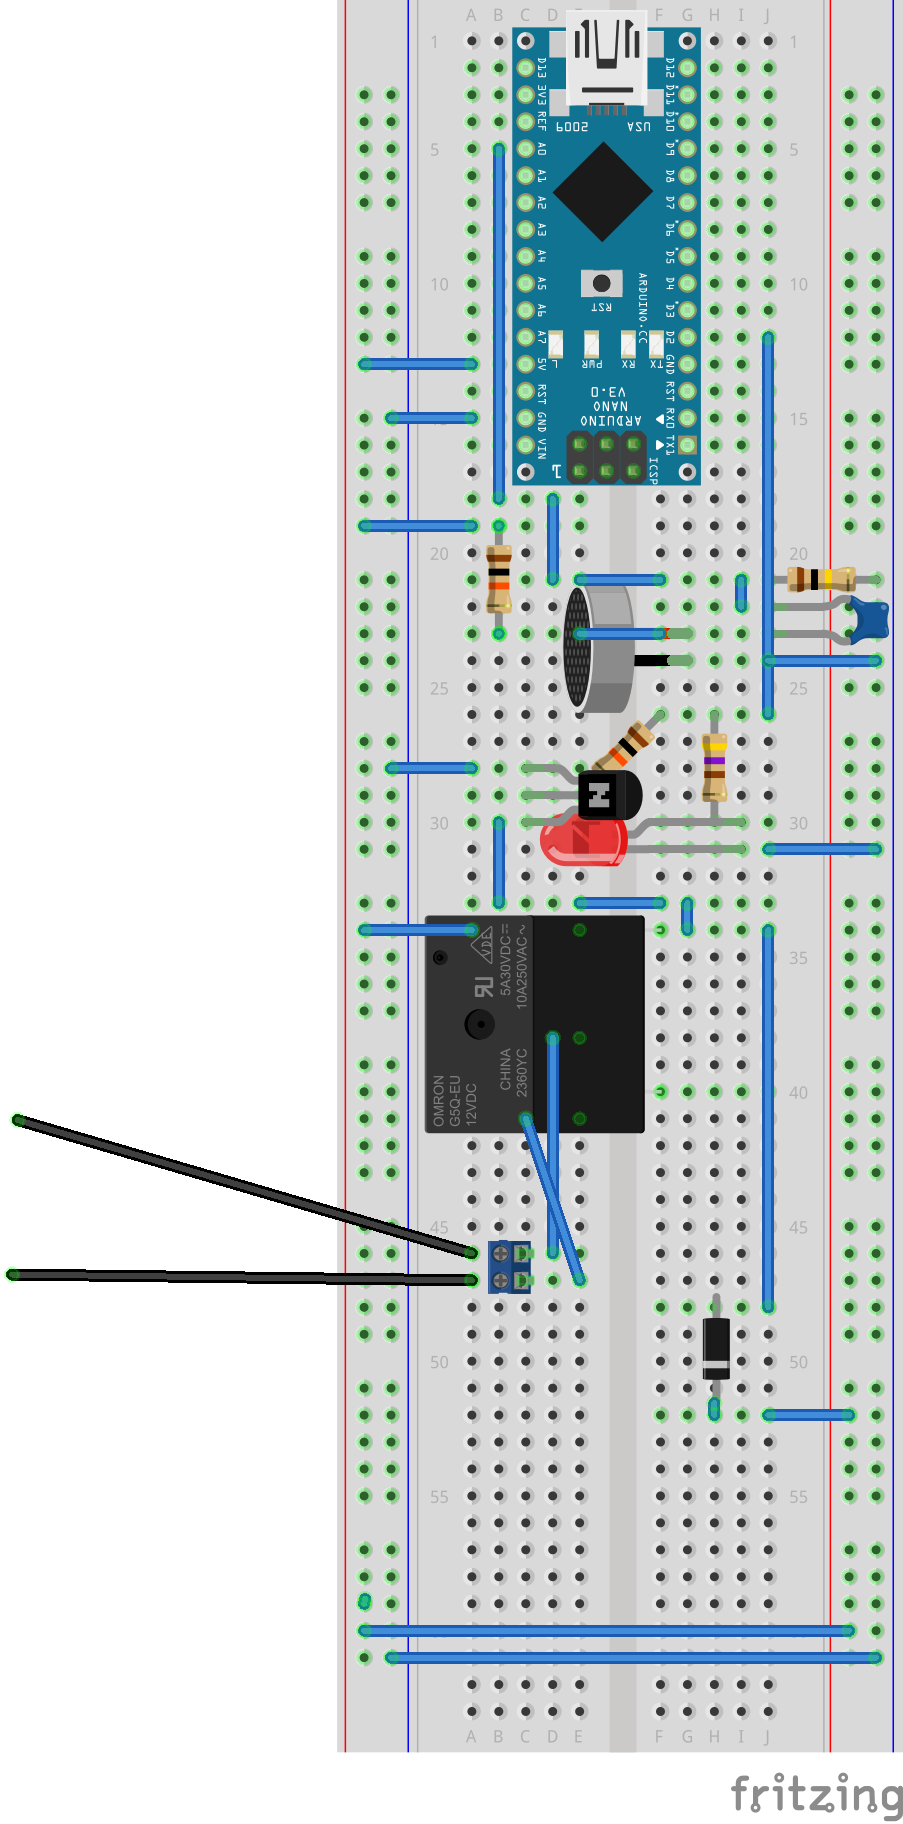 A B C D E F G H I J
1 1
5 5
10 10
15
20 20
25 25
30 30
35 35
40 40
45 45
50 50
55 55
D13
3V3
REF
A0
A1
A2
A3
A4
A5
A6
A7
5V
RST
GND
VIN
D12
D11
D10
D9
D8
D7
D6
D5
D4
D3
D2
GND
RST
RX0
TX1
USA
2009
RST
ARDUINO.CC
TX
RX
PWR
L
ARDUINO
NANO
V3.0
ICSP
1
VDE
5A30VDC
10A250VAC~
CHINA
2360YC
OMRON
G5Q-EU
12VDC
A B C D E F G H I J
fritzing